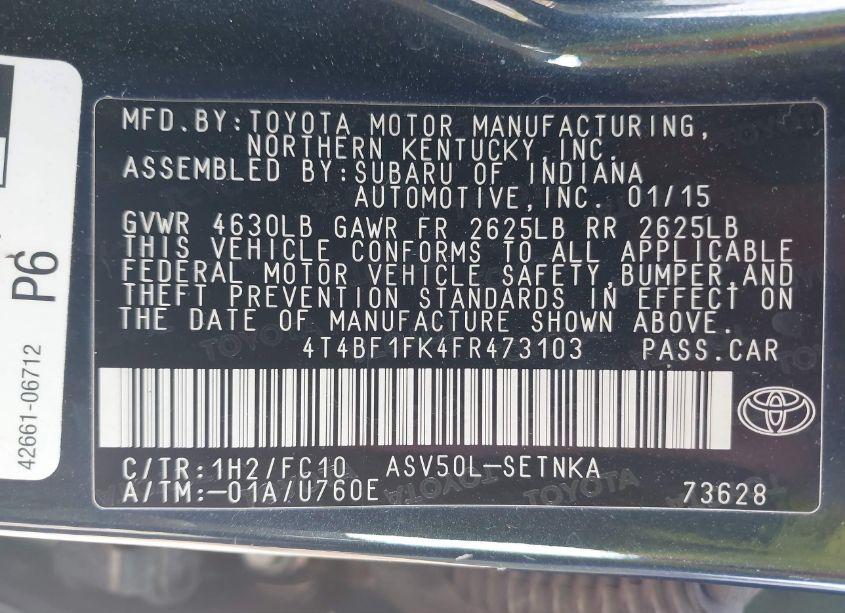 MFD.BY:TOYOTA MOTOR MANUFACTURING,
NORTHERN KENTUCKY,INC.
ASSEMBLED BY:SUBARU OF INDIANA
AUTOMOTIVE,INC. 01/15
GVWR 4630LB GAWR FR 2625LB RR 2625LB
THIS VEHICLE CONFORMS TO ALL APPLICABLE
FEDERAL MOTOR VEHICLE SAFETY,BUMPER,AND
THEFT PREVENTION STANDARDS IN EFFECT ON
THE DATE OF MANUFACTURE SHOWN ABOVE.
4T4BF1FK4FR473103 PASS.CAR
C/TR:1H2/FC10 ASV50L-SETNKA
A/TM:-01A/U760E 73628
P6
42661-06712
TOYOTA
TOYOTA
TOYOTA